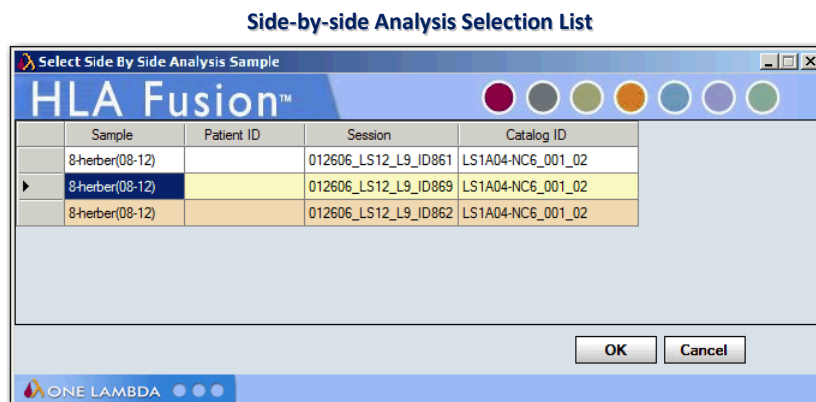 Side-by-side Analysis Selection List
Select Side By Side Analysis Sample
HLA Fusion™
Sample Patient ID Session Catalog ID
8-herber(08-12) 012606_LS12_L9_ID861 LS1A04-NC6_001_02
8-herber(08-12) 012606_LS12_L9_ID869 LS1A04-NC6_001_02
8-herber(08-12) 012606_LS12_L9_ID862 LS1A04-NC6_001_02
OK Cancel
ONE LAMBDA